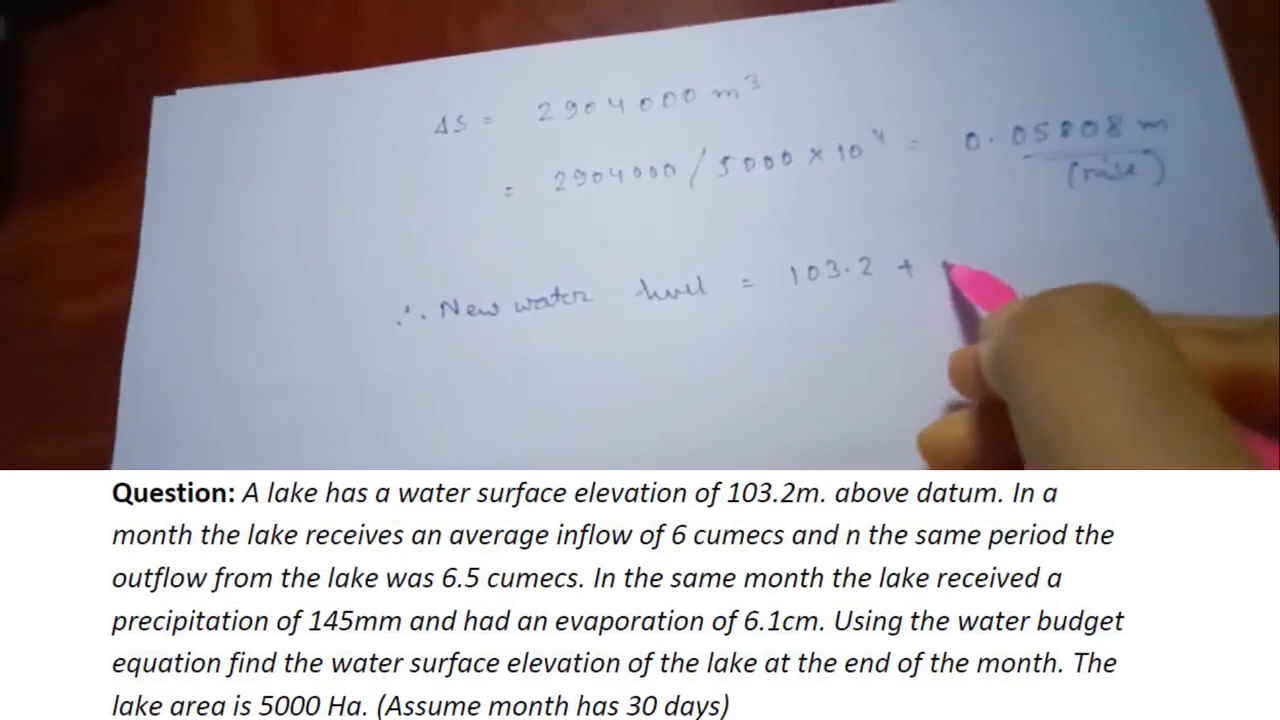 ΔS = 2904000 m³
= 2904000 / 5000 × 10⁴ = 0.05808 m
(raise)
∴ New water level = 103.2 +
Question: A lake has a water surface elevation of 103.2m. above datum. In a
month the lake receives an average inflow of 6 cumecs and n the same period the
outflow from the lake was 6.5 cumecs. In the same month the lake received a
precipitation of 145mm and had an evaporation of 6.1cm. Using the water budget
equation find the water surface elevation of the lake at the end of the month. The
lake area is 5000 Ha. (Assume month has 30 days)